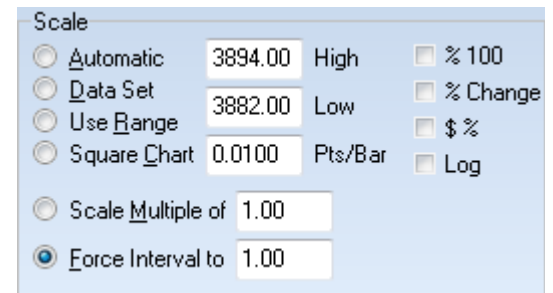 Scale
Automatic 3894.00 High % 100
Data Set 3882.00 Low % Change
Use Range $ %
Square Chart 0.0100 Pts/Bar Log
Scale Multiple of 1.00
Force Interval to 1.00